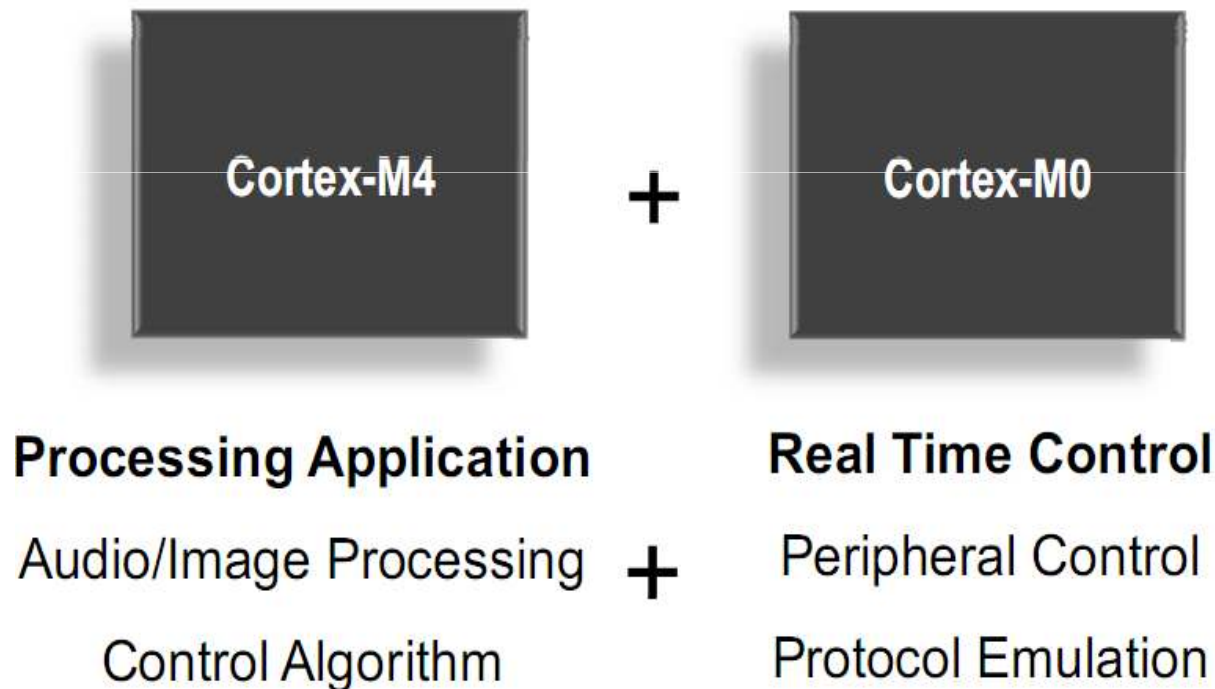 Cortex-M4
+
Cortex-M0
Processing Application
Real Time Control
Audio/Image Processing
+
Peripheral Control
Control Algorithm
Protocol Emulation